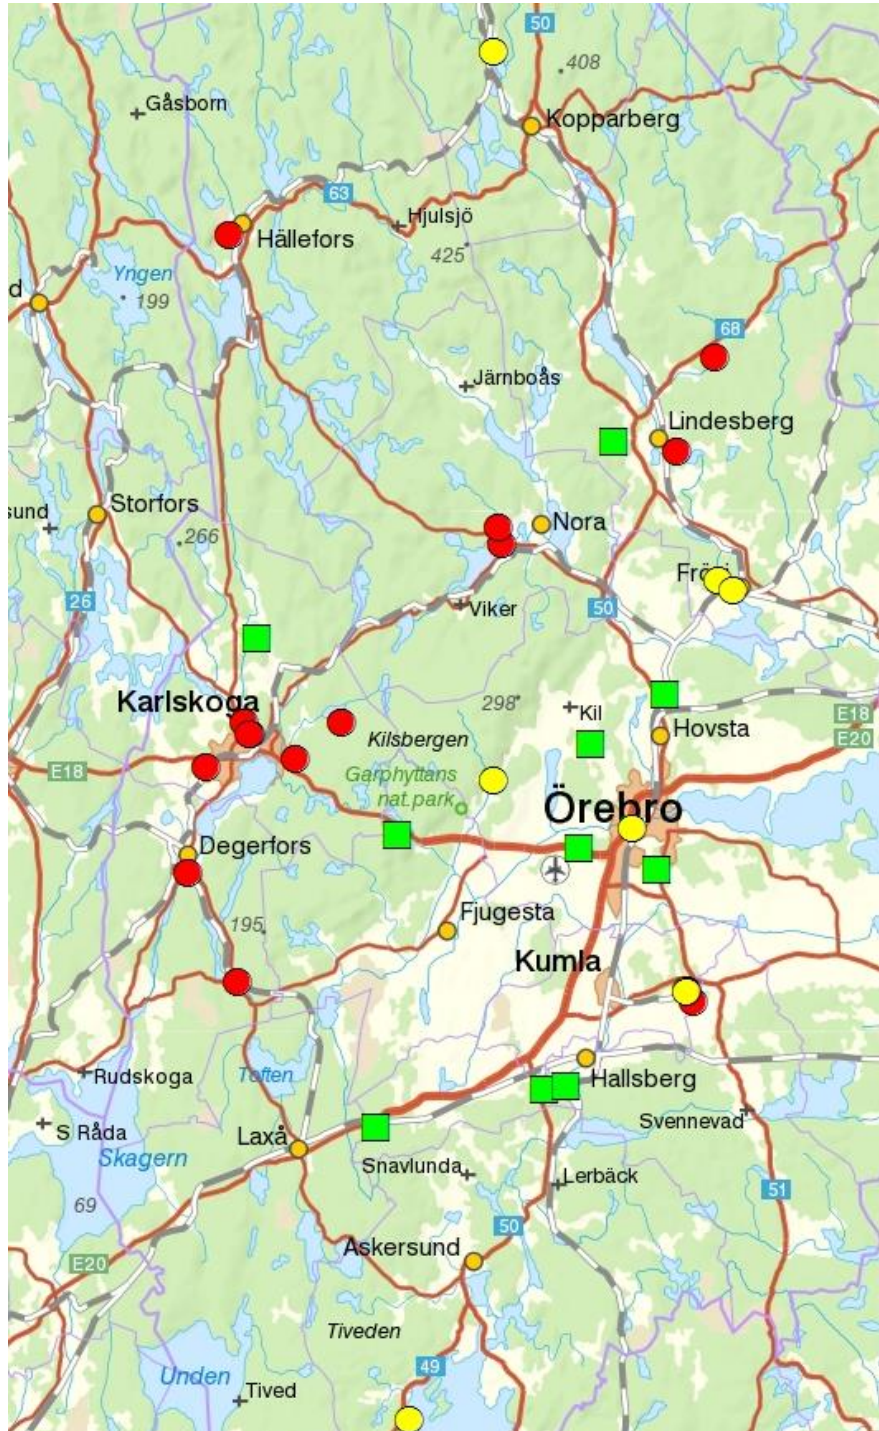 50
408
Gåsborn
Kopparberg
63
Hjulsjö
Hällefors
425
Yngen
199
d
68
Järnboås
Lindesberg
Storfors
sund
Nora
266
26
50
Viker
Karlskoga
298
Kil
E18
Hovsta
E20
Kilsbergen
E18
Garphyttans
nat.park
Örebro
Degerfors
Fjugesta
195
Kumla
Hallsberg
Rudskoga
Toften
Svennevad
S Råda
Laxå
Skagern
Snavlunda
Lerbäck
51
69
50
Askersund
E20
Tiveden
49
Unden
Tived